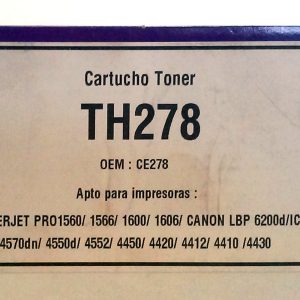 Cartucho Toner
TH278
OEM : CE278
Apto para impresoras :
ERJET PRO1560/ 1566/ 1600/ 1606/ CANON LBP 6200d/IC
4570dn/ 4550d/ 4552/ 4450/ 4420/ 4412/ 4410 /4430